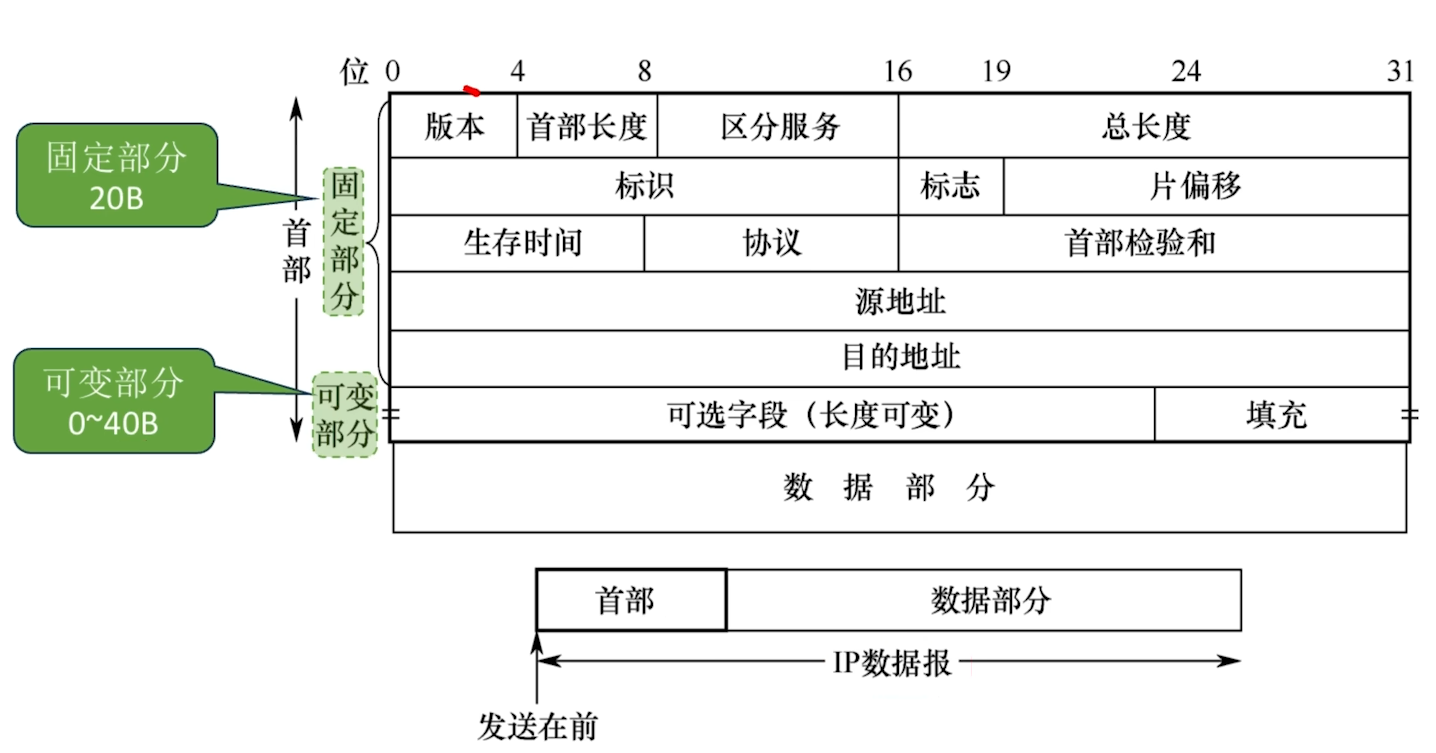 位 0 4 8 16 19 24 31
版本 首部长度 区分服务 总长度
固定部分
20B
固定部分
首部
标识 标志 片偏移
生存时间 协议 首部检验和
源地址
目的地址
可变部分
0~40B
可变
部分
可选字段（长度可变） 填充
数据部分
首部 数据部分
IP数据报
发送在前